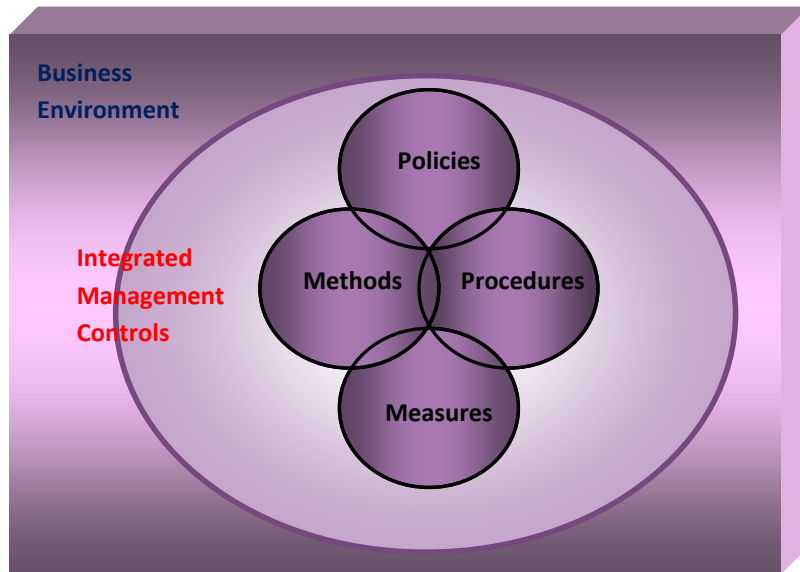 Business
Environment
Policies
Integrated
Management
Controls
Methods
Procedures
Measures